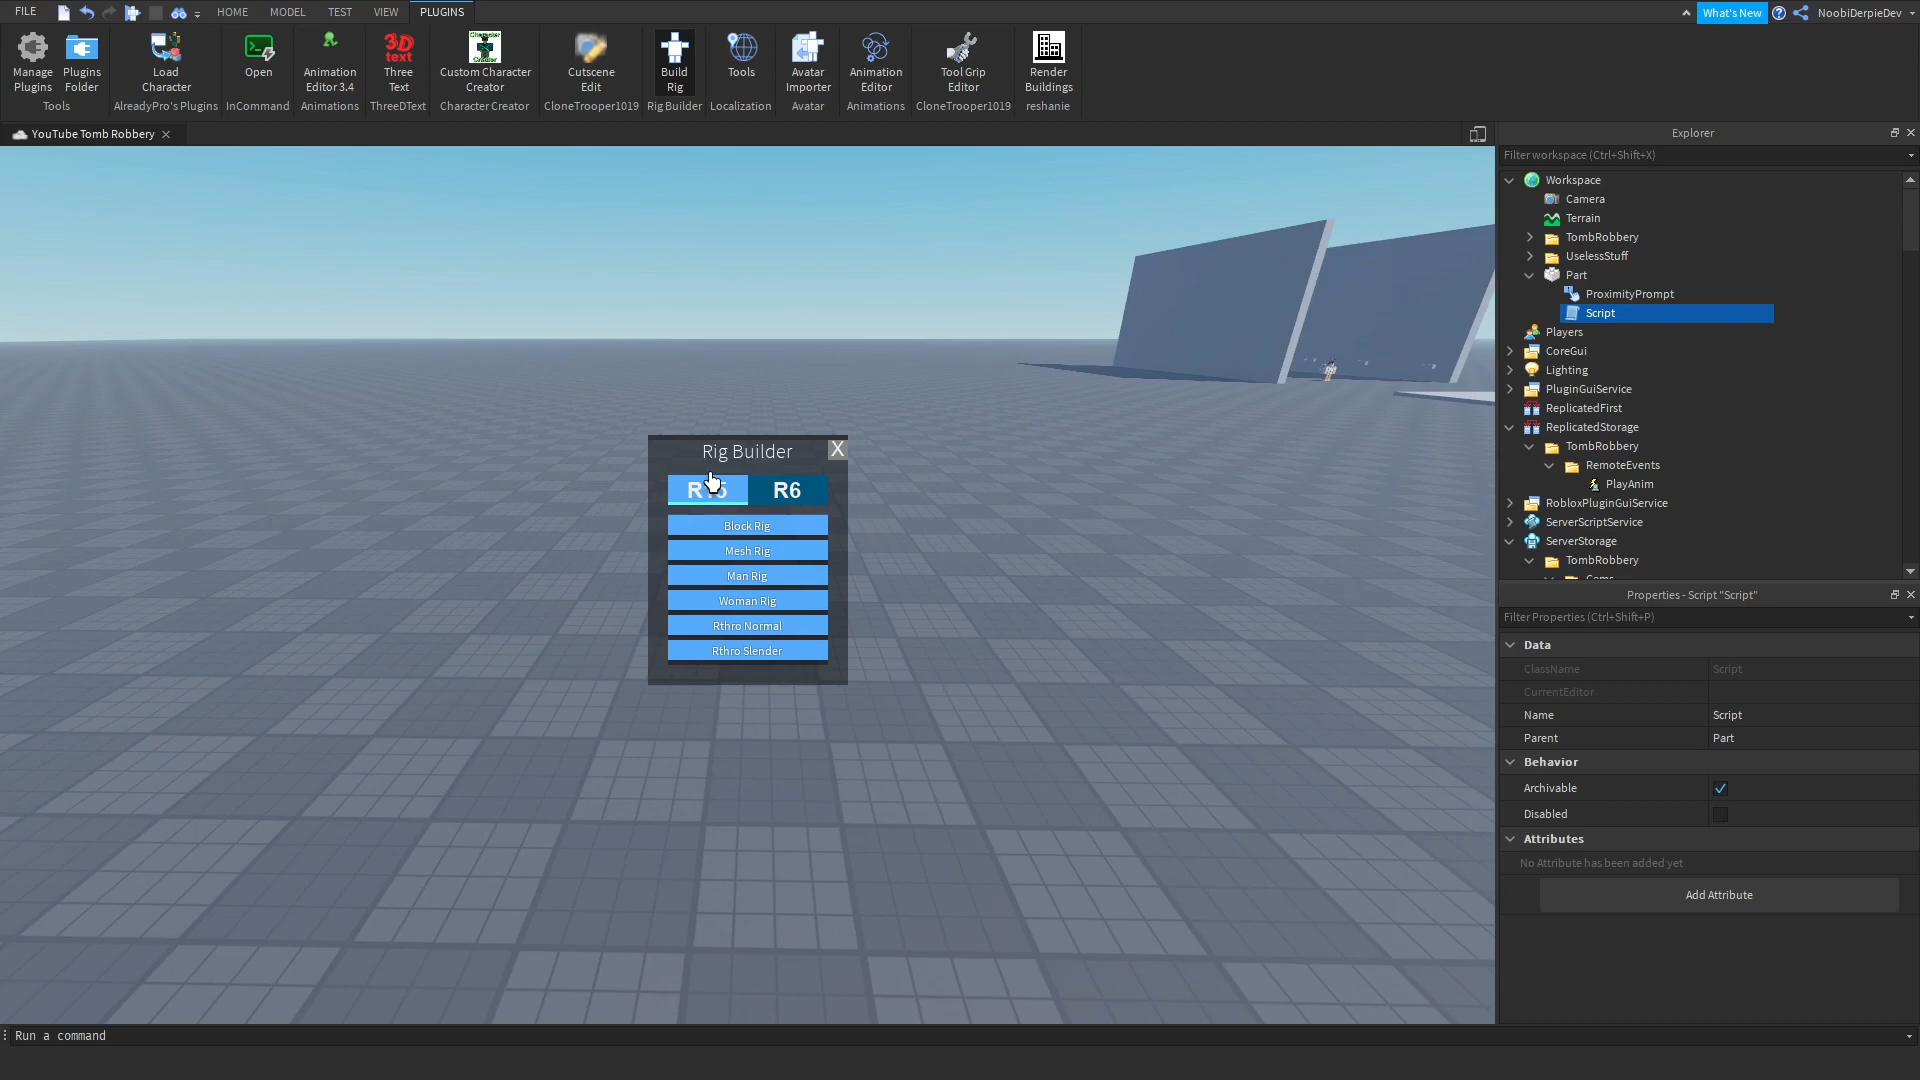 FILE
HOME
MODEL
TEST
VIEW
PLUGINS
What's New
NoobiDerpieDev
Manage Plugins
Plugins Folder
Load Character
Open
Animation Editor 3.4
3D text
Three Text
Character Creator
Custom Character Creator
Cutscene Edit
Build Rig
Tools
Avatar Importer
Animation Editor
Tool Grip Editor
Render Buildings
Tools
AlreadyPro's Plugins
InCommand
Animations
ThreeDText
Character Creator
CloneTrooper1019
Rig Builder
Localization
Avatar
Animations
CloneTrooper1019
reshanie
YouTube Tomb Robbery
Rig Builder
X
R6
Block Rig
Mesh Rig
Man Rig
Woman Rig
Rthro Normal
Rthro Slender
Explorer
Filter workspace (Ctrl+Shift+X)
Workspace
Camera
Terrain
TombRobbery
UselessStuff
Part
ProximityPrompt
Script
Players
CoreGui
Lighting
PluginGuiService
ReplicatedFirst
ReplicatedStorage
TombRobbery
RemoteEvents
PlayAnim
RobloxPluginGuiService
ServerScriptService
ServerStorage
TombRobbery
Properties - Script "Script"
Filter Properties (Ctrl+Shift+P)
Data
ClassName Script
CurrentEditor
Name Script
Parent Part
Behavior
Archivable
Disabled
Attributes
No Attribute has been added yet
Add Attribute
Run a command